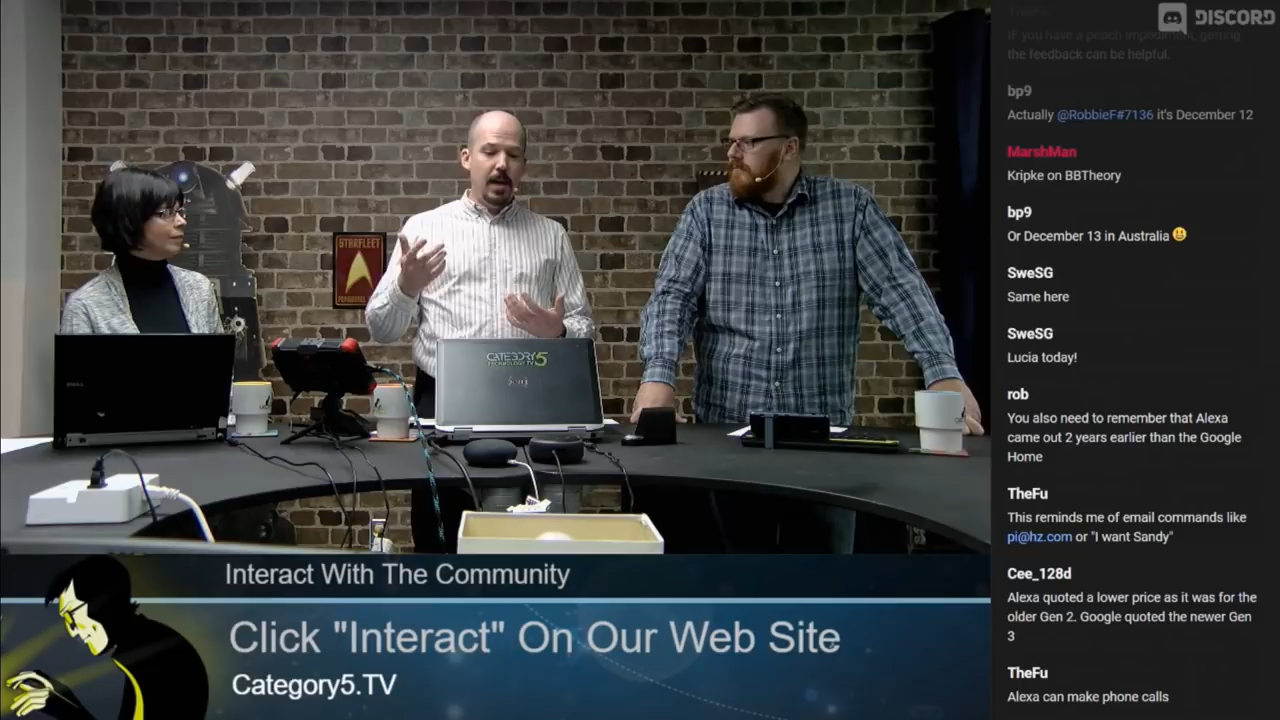 STARFLEET
PERSONNEL
CATEGORY5
TECHNOLOGY TV
DELL
Interact With The Community
Click "Interact" On Our Web Site
Category5.TV
DISCORD
IF you have a peach impediment, getting
the feedback can be helpful.
bp9
Actually @RobbieF#7136 it's December 12
MarshMan
Kripke on BBTheory
bp9
Or December 13 in Australia
SweSG
Same here
SweSG
Lucia today!
rob
You also need to remember that Alexa
came out 2 years earlier than the Google
Home
TheFu
This reminds me of email commands like
pi@hz.com or "I want Sandy"
Cee_128d
Alexa quoted a lower price as it was for the
older Gen 2. Google quoted the newer Gen
3
TheFu
Alexa can make phone calls